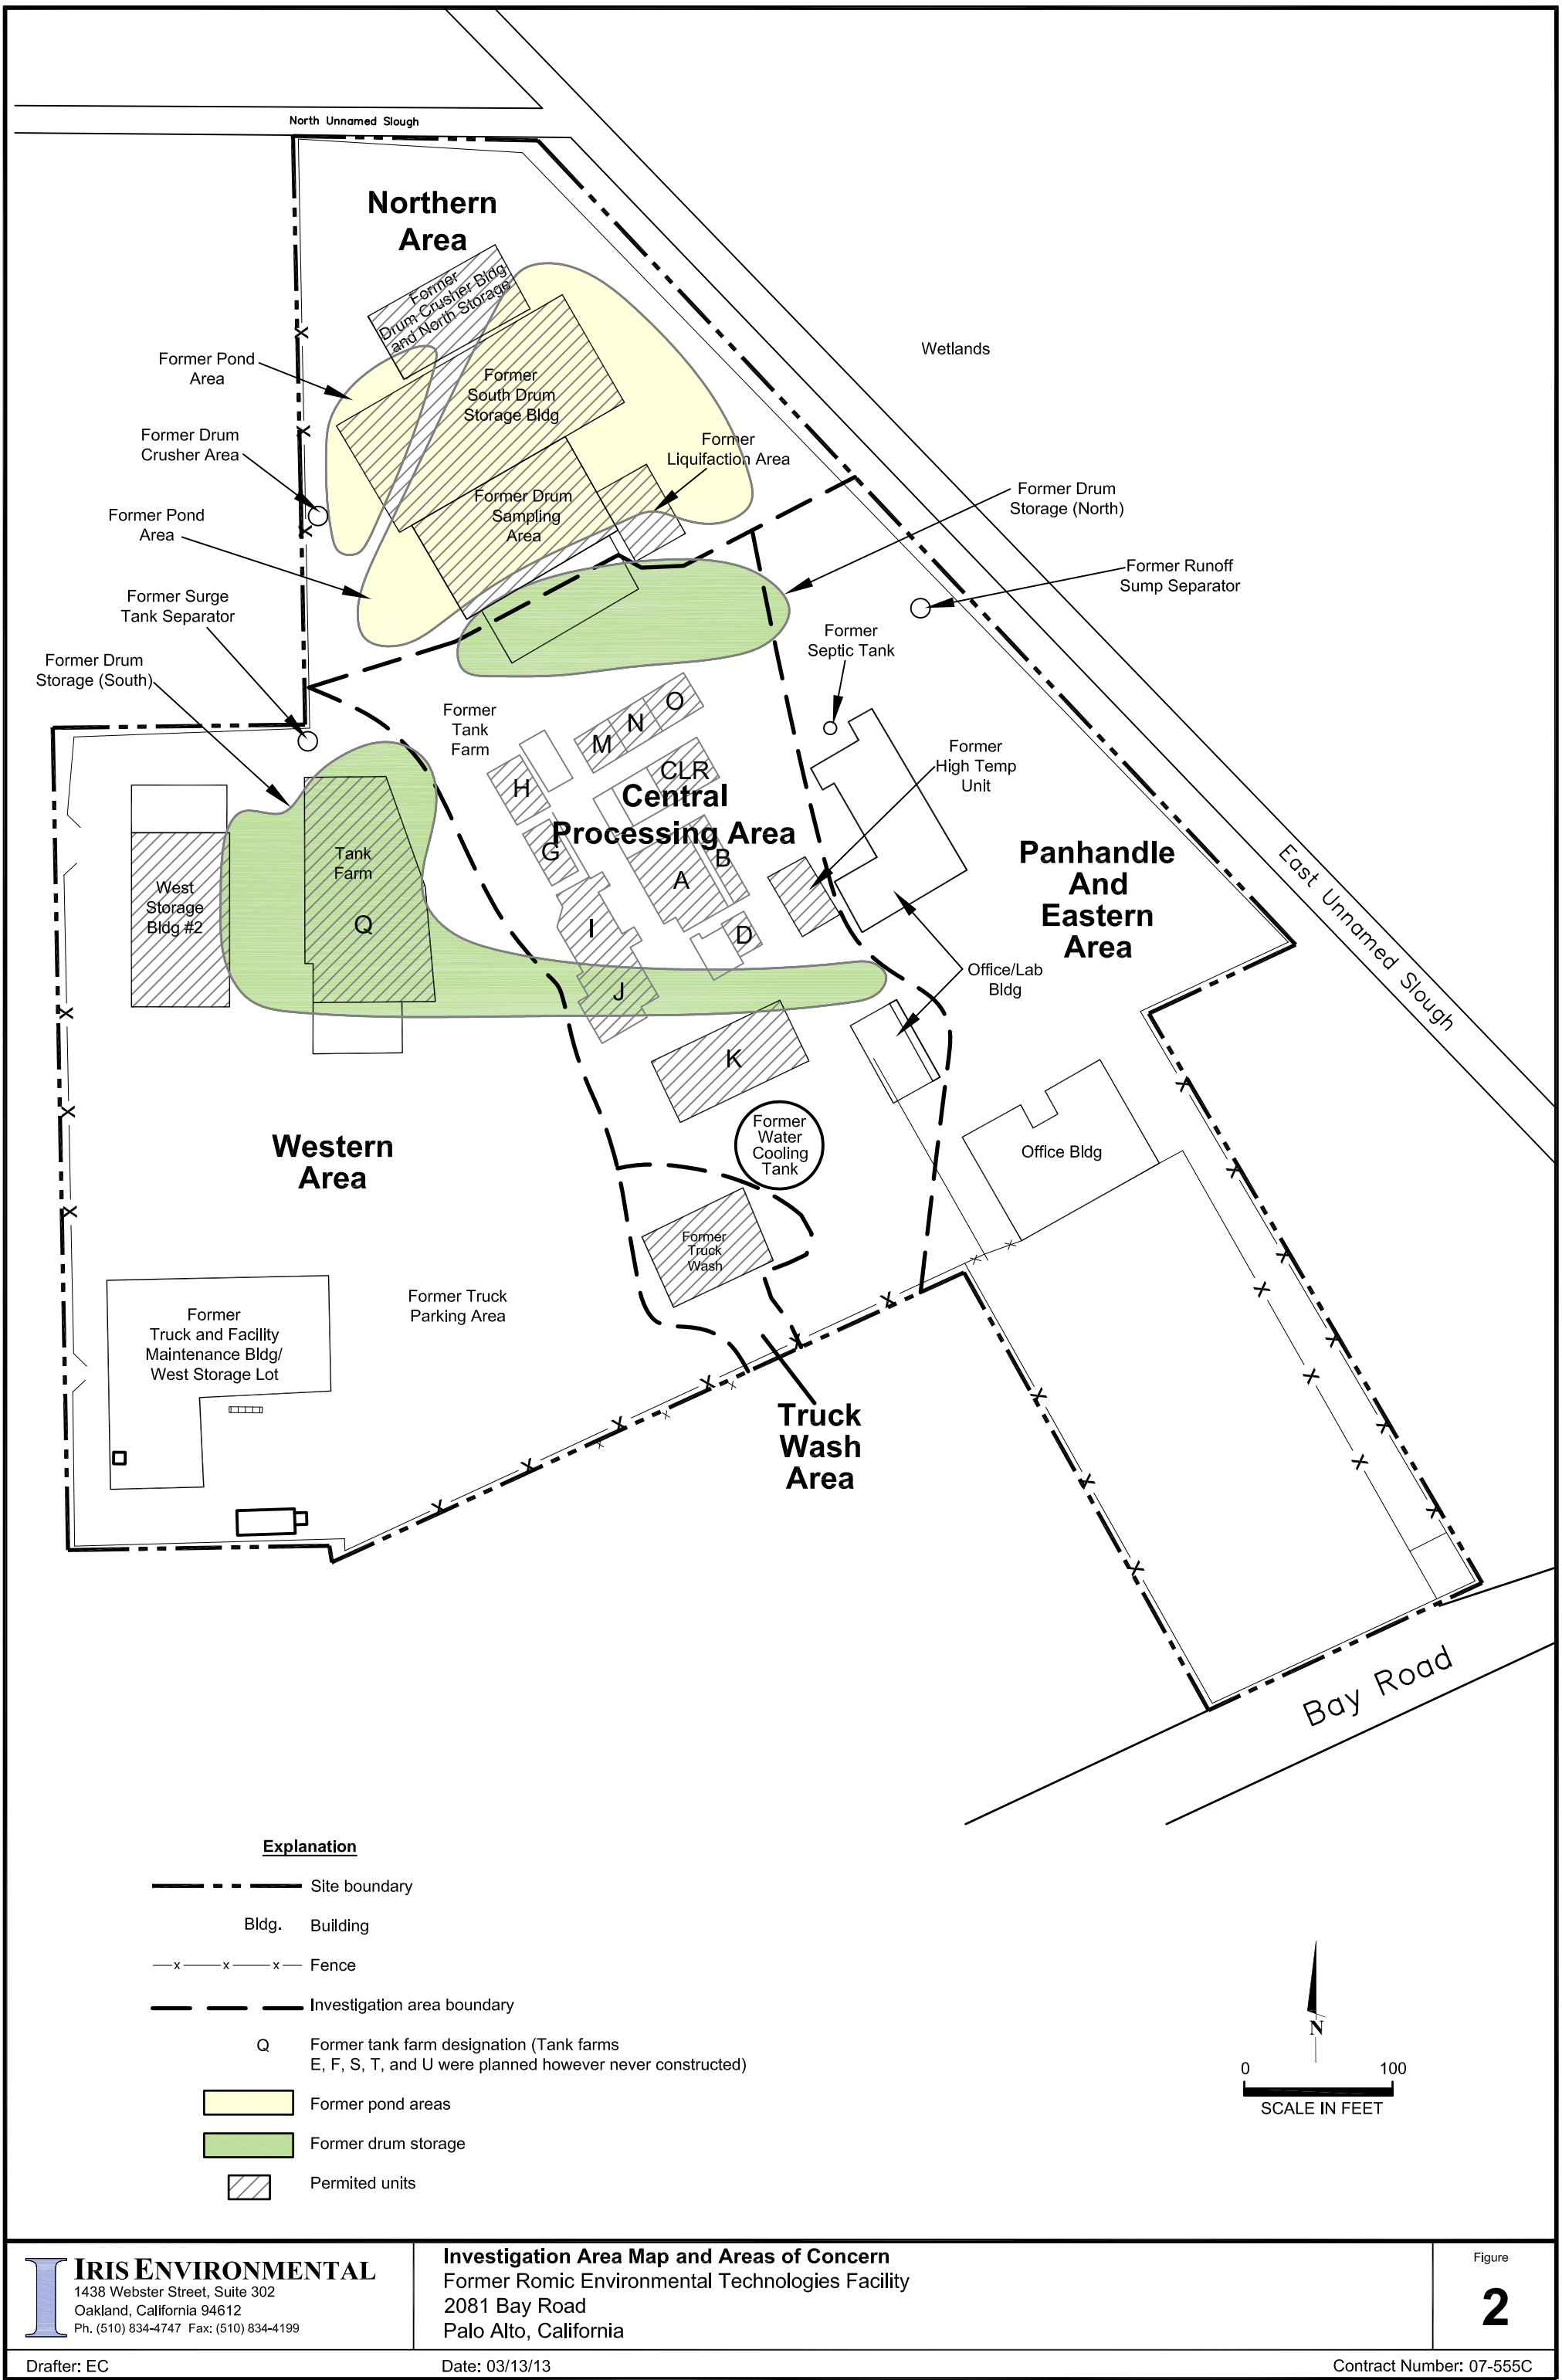 North Unnamed Slough
Northern
Area
Former
Drum Crusher Bldg
and North Storage
Wetlands
Former Pond
Area
Former
South Drum
Storage Bldg
Former Drum
Crusher Area
Former
Liquifaction Area
Former Drum
Storage (North)
Former Pond
Area
Former Drum
Sampling
Area
Former Runoff
Sump Separator
Former Surge
Tank Separator
Former
Septic Tank
Former Drum
Storage (South)
Former
Tank
Farm
O
N
M
CLR
H
Former
High Temp
Unit
Central
Processing Area
G
B
A
I
D
J
K
Tank
Farm
Q
West
Storage
Bldg #2
Panhandle
And
Eastern
Area
East Unnamed Slough
Office/Lab
Bldg
Former
Water
Cooling
Tank
Office Bldg
Western
Area
Former
Truck
Wash
Former Truck
Parking Area
Former
Truck and Facility
Maintenance Bldg/
West Storage Lot
Truck
Wash
Area
Bay Road
Explanation
Site boundary
Bldg. Building
x x x Fence
Investigation area boundary
Q Former tank farm designation (Tank farms
E, F, S, T, and U were planned however never constructed)
Former pond areas
Former drum storage
Permited units
N
0 100
SCALE IN FEET
IRIS ENVIRONMENTAL
1438 Webster Street, Suite 302
Oakland, California 94612
Ph. (510) 834-4747 Fax: (510) 834-4199
Investigation Area Map and Areas of Concern
Former Romic Environmental Technologies Facility
2081 Bay Road
Palo Alto, California
Figure
2
Drafter: EC
Date: 03/13/13
Contract Number: 07-555C